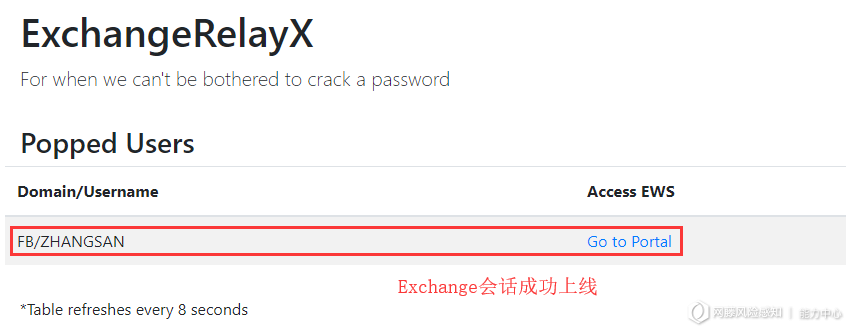 ExchangeRelayX
For when we can't be bothered to crack a password
Popped Users
Domain/Username Access EWS
FB/ZHANGSAN Go to Portal
Exchange会话成功上线
*Table refreshes every 8 seconds
网藤风险感知 | 能力中心